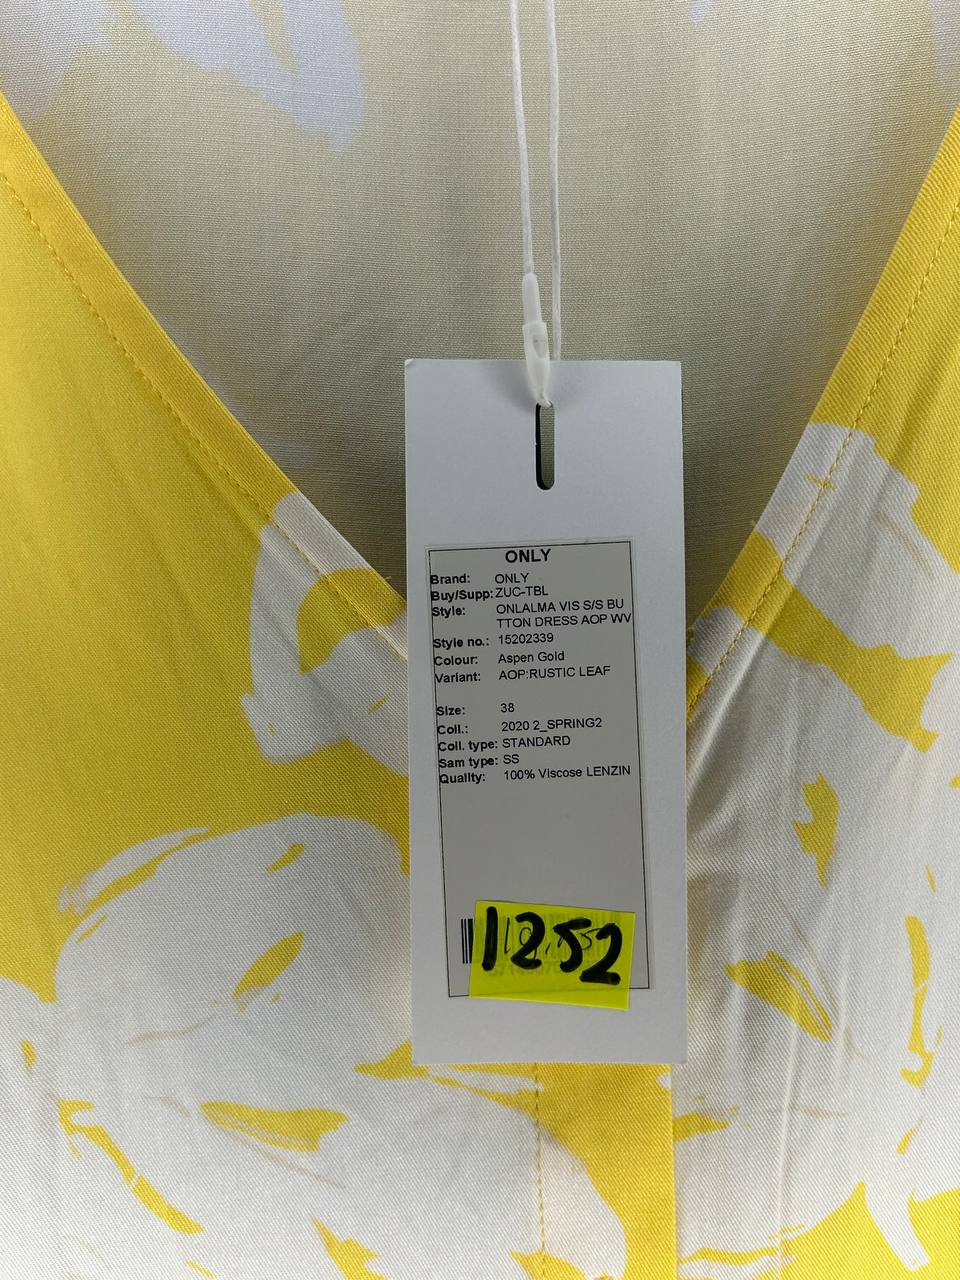 ONLY
Brand: ONLY
Buy/Supp: ZUC-TBL
Style: ONLALMA VIS S/S BU
TTON DRESS AOP WV
Style no.: 15202339
Colour: Aspen Gold
Variant: AOP:RUSTIC LEAF
Size: 38
Coll.: 2020 2_SPRING2
Coll. type: STANDARD
Sam type: SS
Quality: 100% Viscose LENZIN
1252